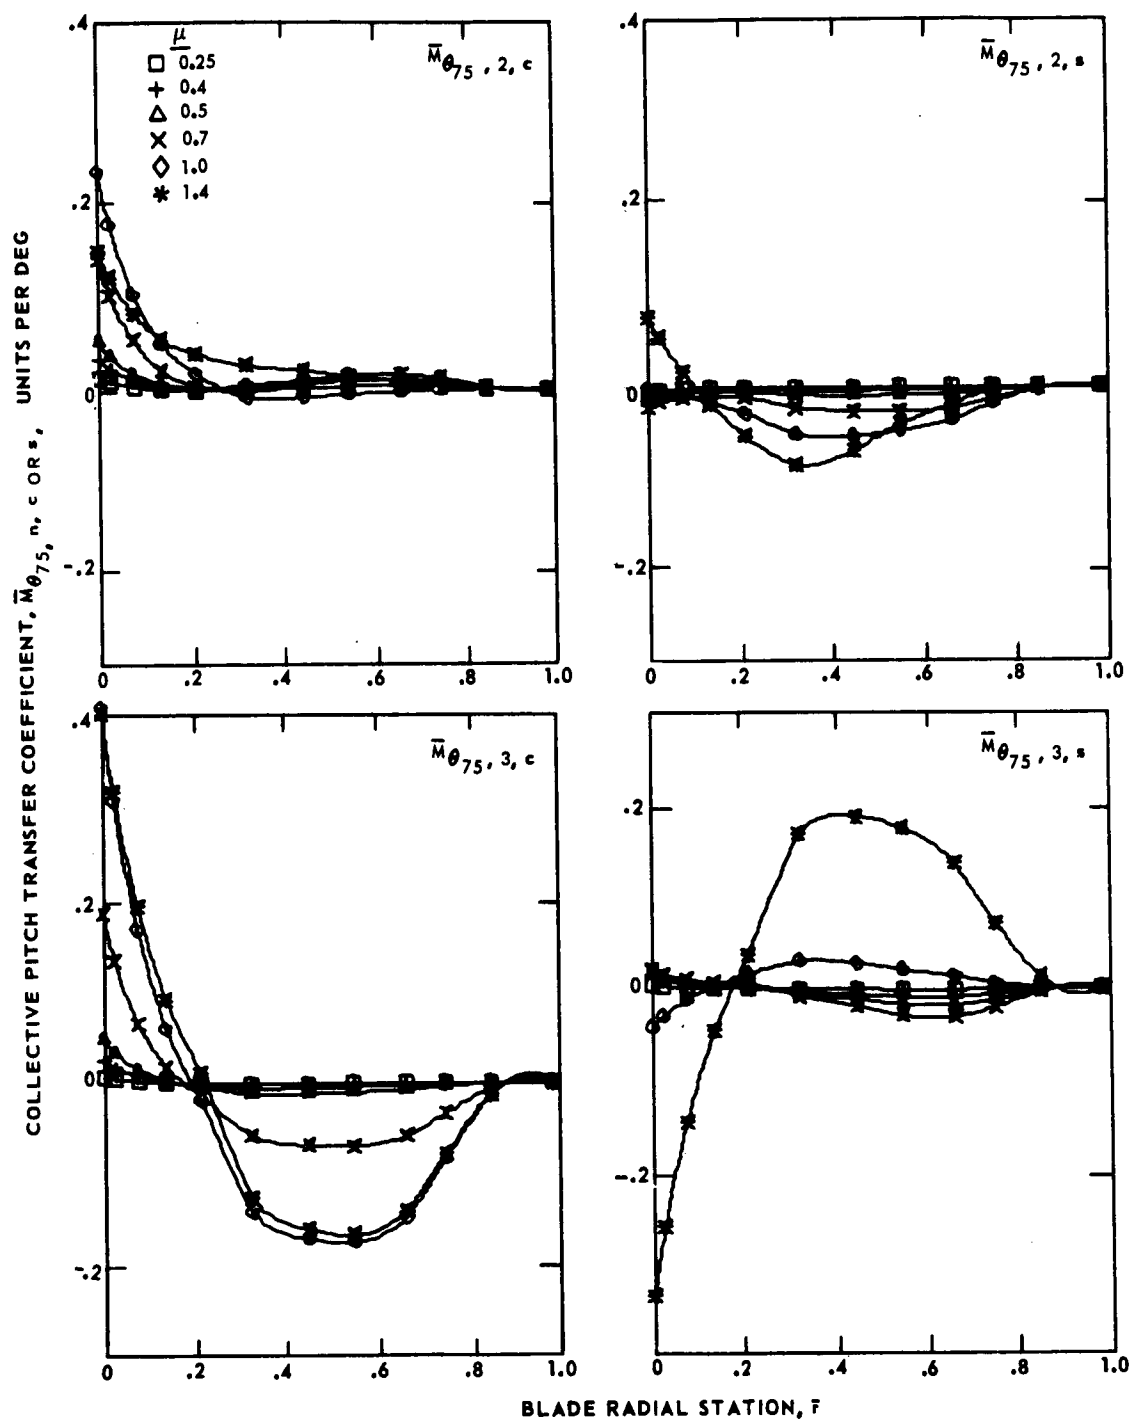 COLLECTIVE PITCH TRANSFER COEFFICIENT, M̅θ75, n, c OR s, UNITS PER DEG
.4
.2
0
-.2
μ
□ 0.25
+ 0.4
△ 0.5
× 0.7
◇ 1.0
* 1.4
M̅θ75, 2, c
0 .2 .4 .6 .8 1.0
.4
.2
0
-.2
M̅θ75, 2, s
0 .2 .4 .6 .8 1.0
.4
.2
0
-.2
M̅θ75, 3, c
0 .2 .4 .6 .8 1.0
.2
0
-.2
M̅θ75, 3, s
0 .2 .4 .6 .8 1.0
BLADE RADIAL STATION, r̅